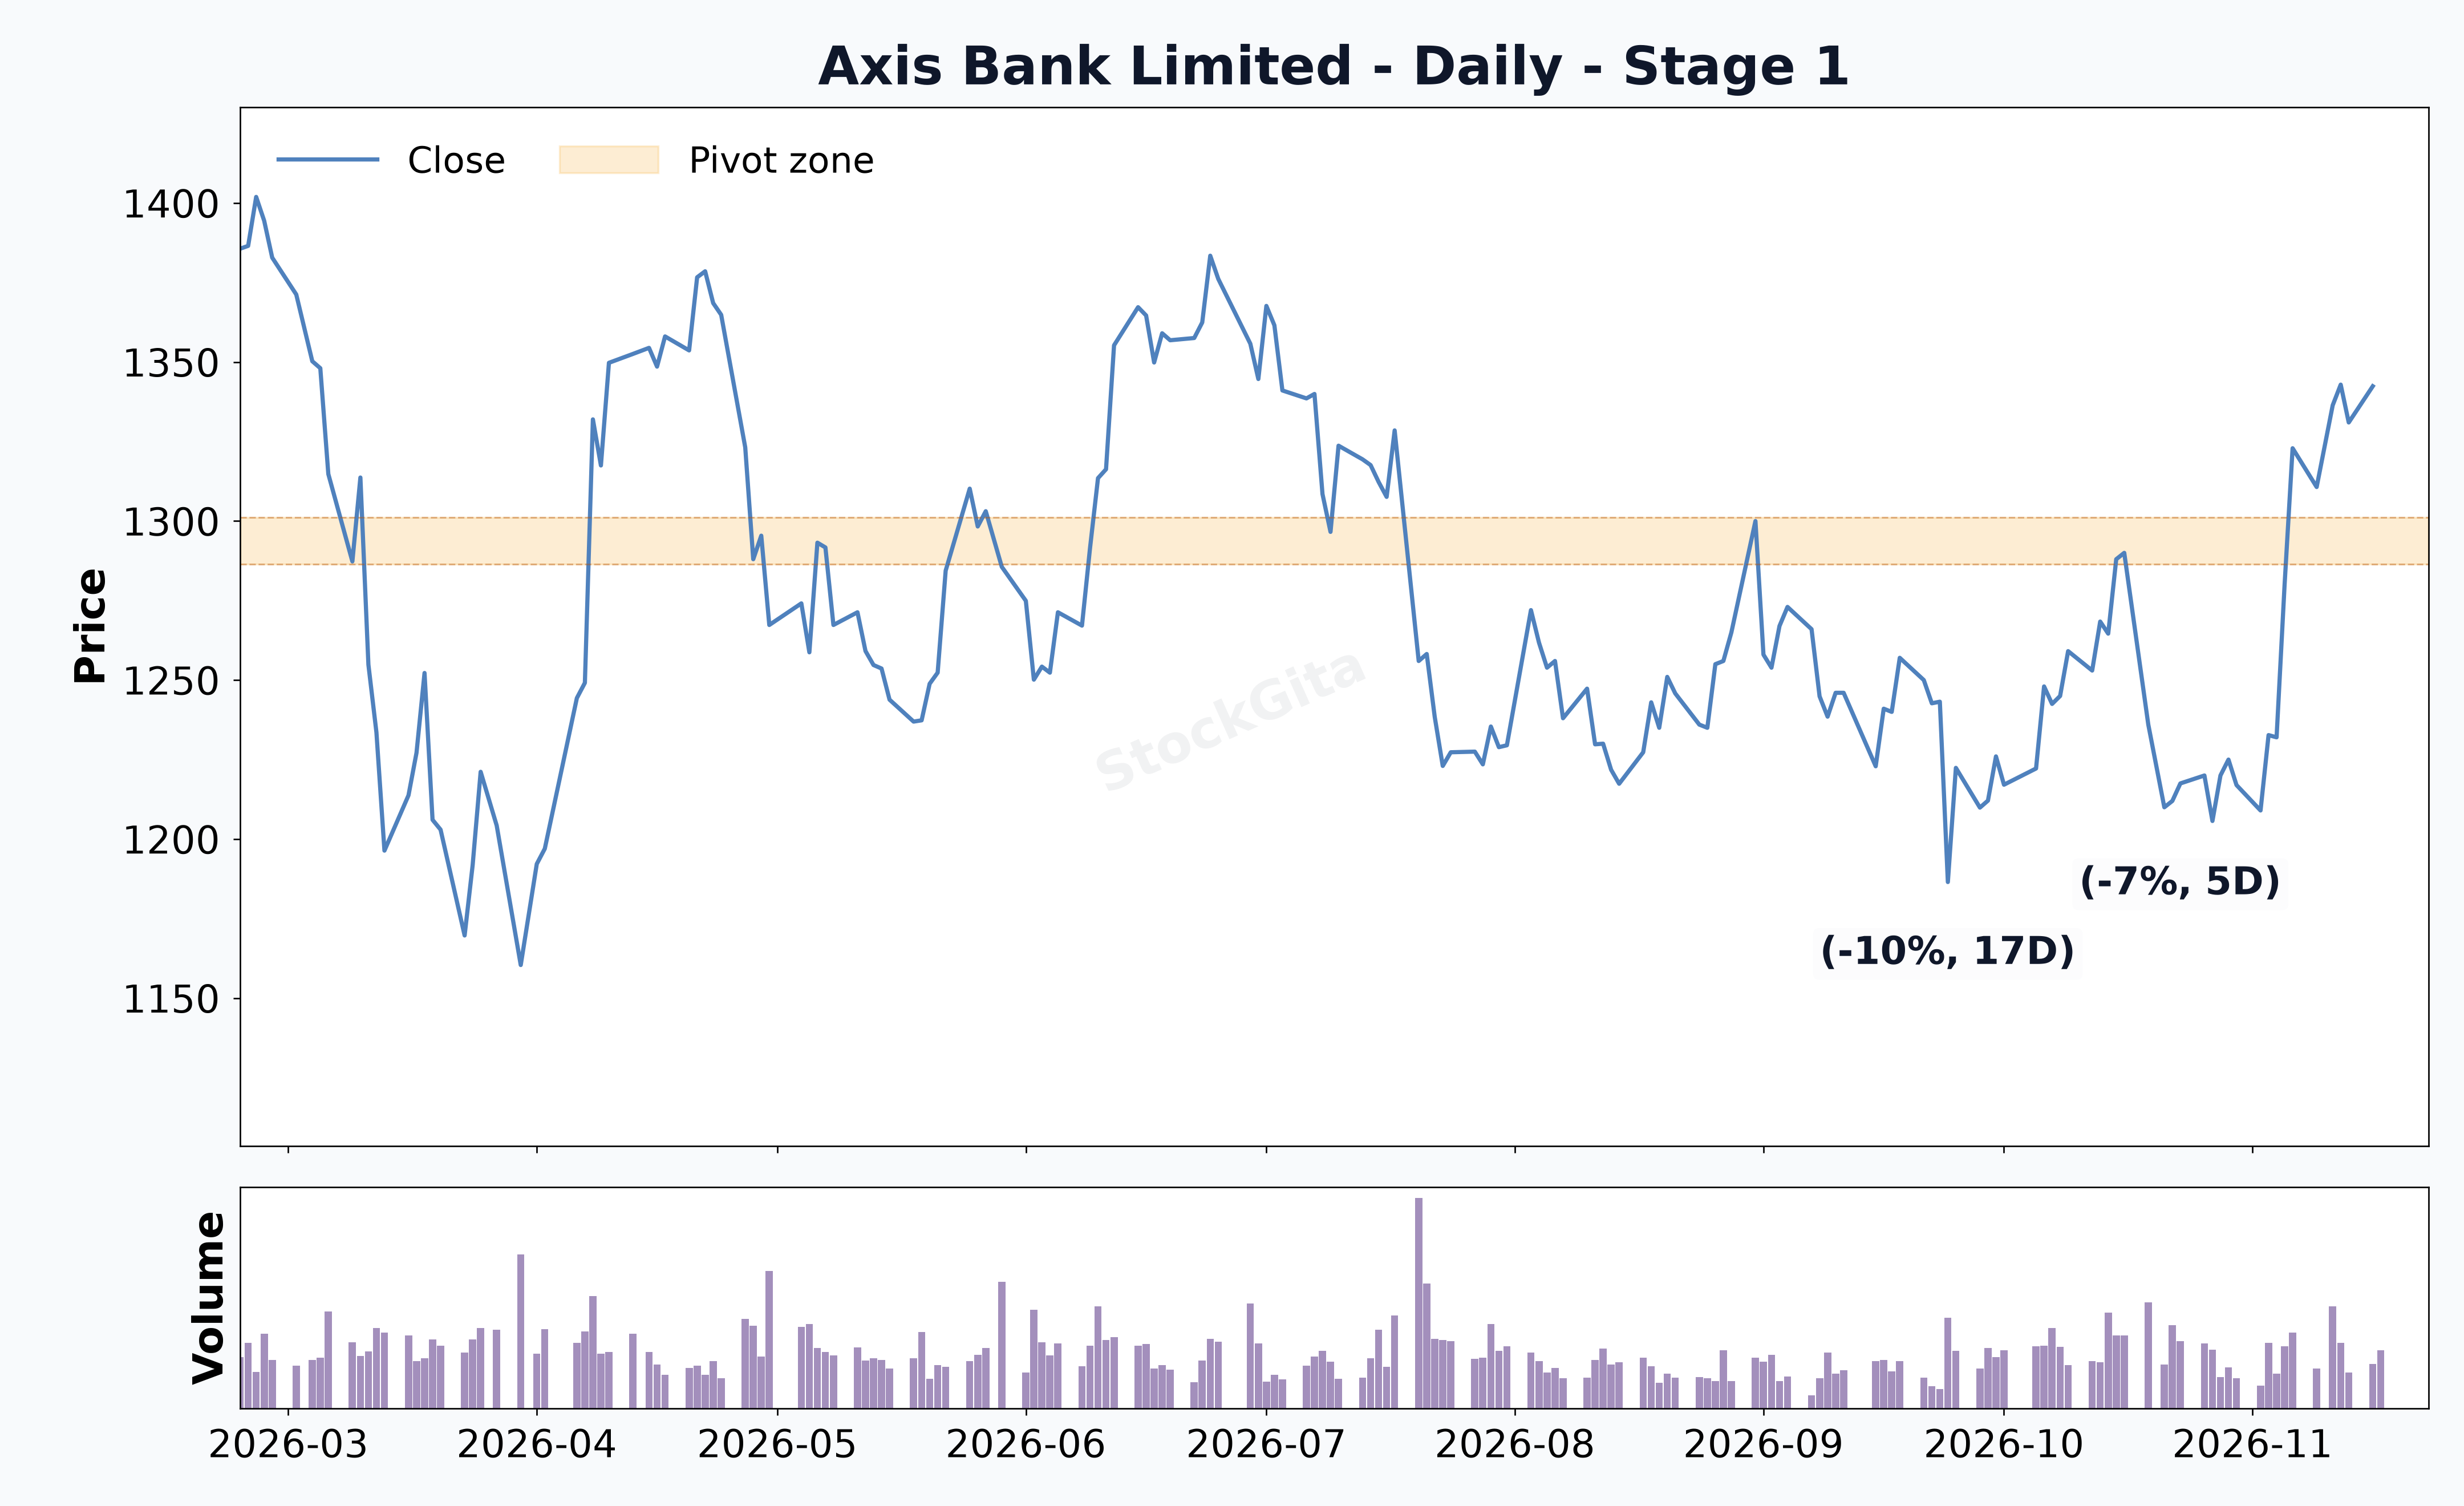 Axis Bank Limited - Daily - Stage 1
Close
Pivot zone
1400
1350
1300
1250
1200
1150
Price
StockGita
(-7%, 5D)
(-10%, 17D)
Volume
2026-03
2026-04
2026-05
2026-06
2026-07
2026-08
2026-09
2026-10
2026-11